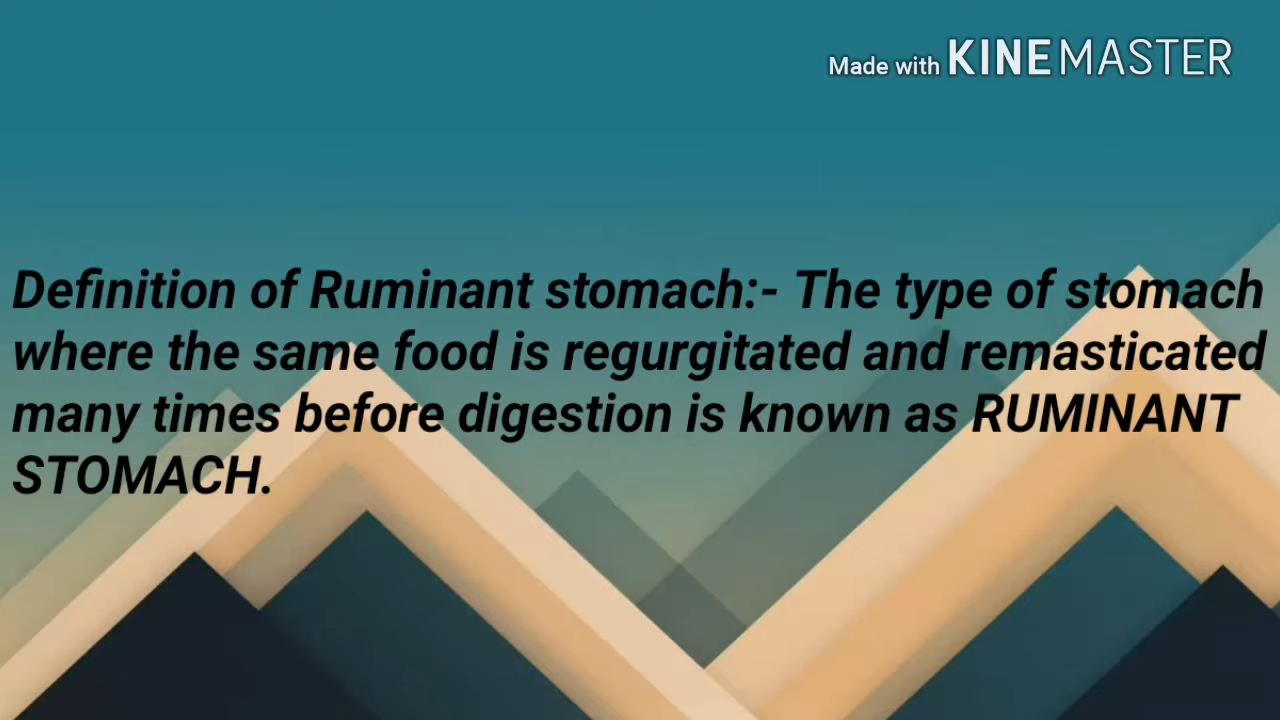 Made with KINEMASTER
Definition of Ruminant stomach:- The type of stomach
where the same food is regurgitated and remasticated
many times before digestion is known as RUMINANT
STOMACH.